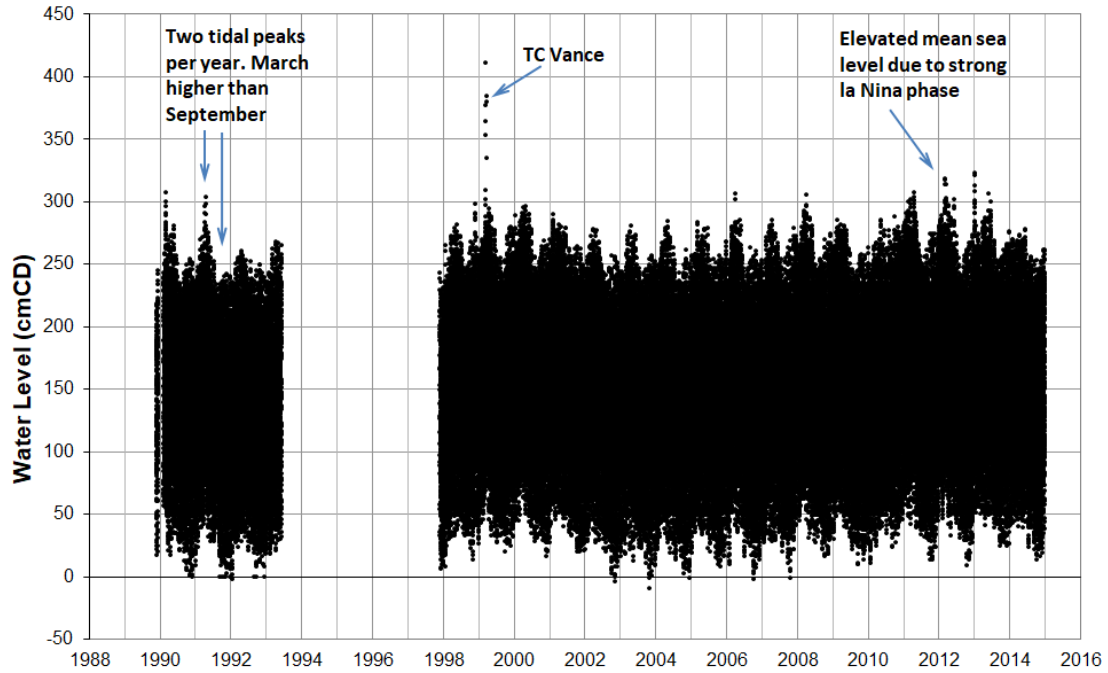 450
400
350
300
250
200
150
100
50
0
-50
Water Level (cmCD)
Two tidal peaks
per year. March
higher than
September
TC Vance
Elevated mean sea
level due to strong
la Nina phase
1988 1990 1992 1994 1996 1998 2000 2002 2004 2006 2008 2010 2012 2014 2016